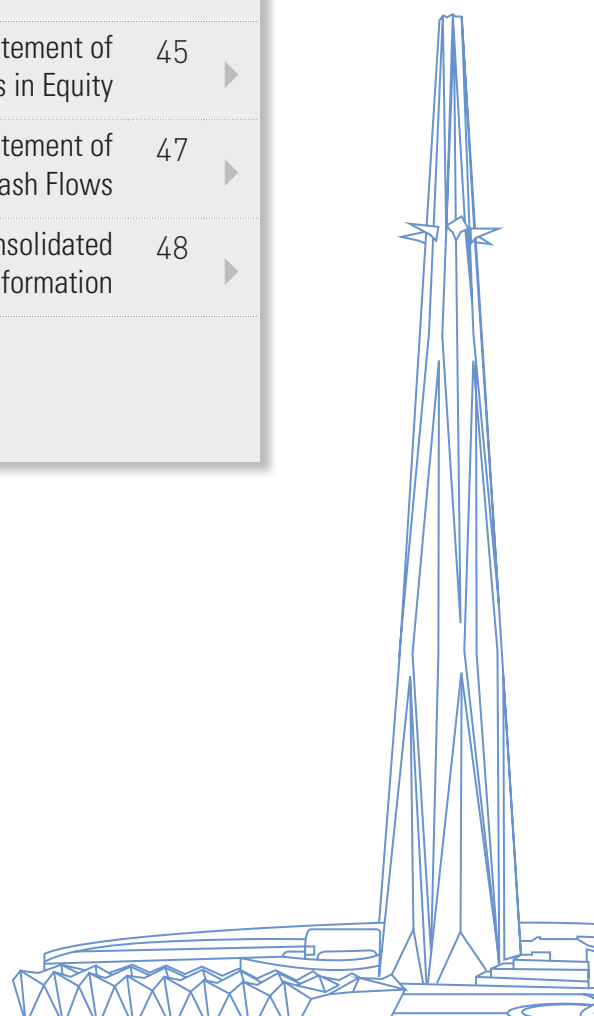 tement of 45
s in Equity
tement of 47
ash Flows
nsolidated 48
formation